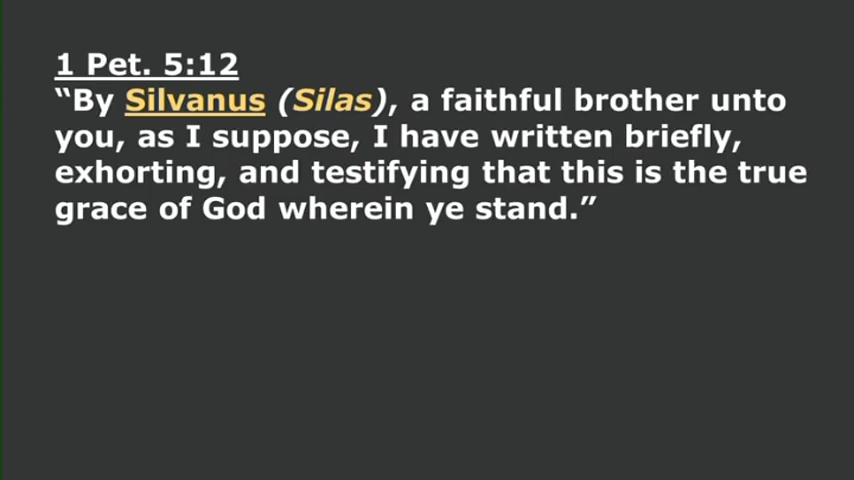 1 Pet. 5:12
“By Silvanus (Silas), a faithful brother unto
you, as I suppose, I have written briefly,
exhorting, and testifying that this is the true
grace of God wherein ye stand.”